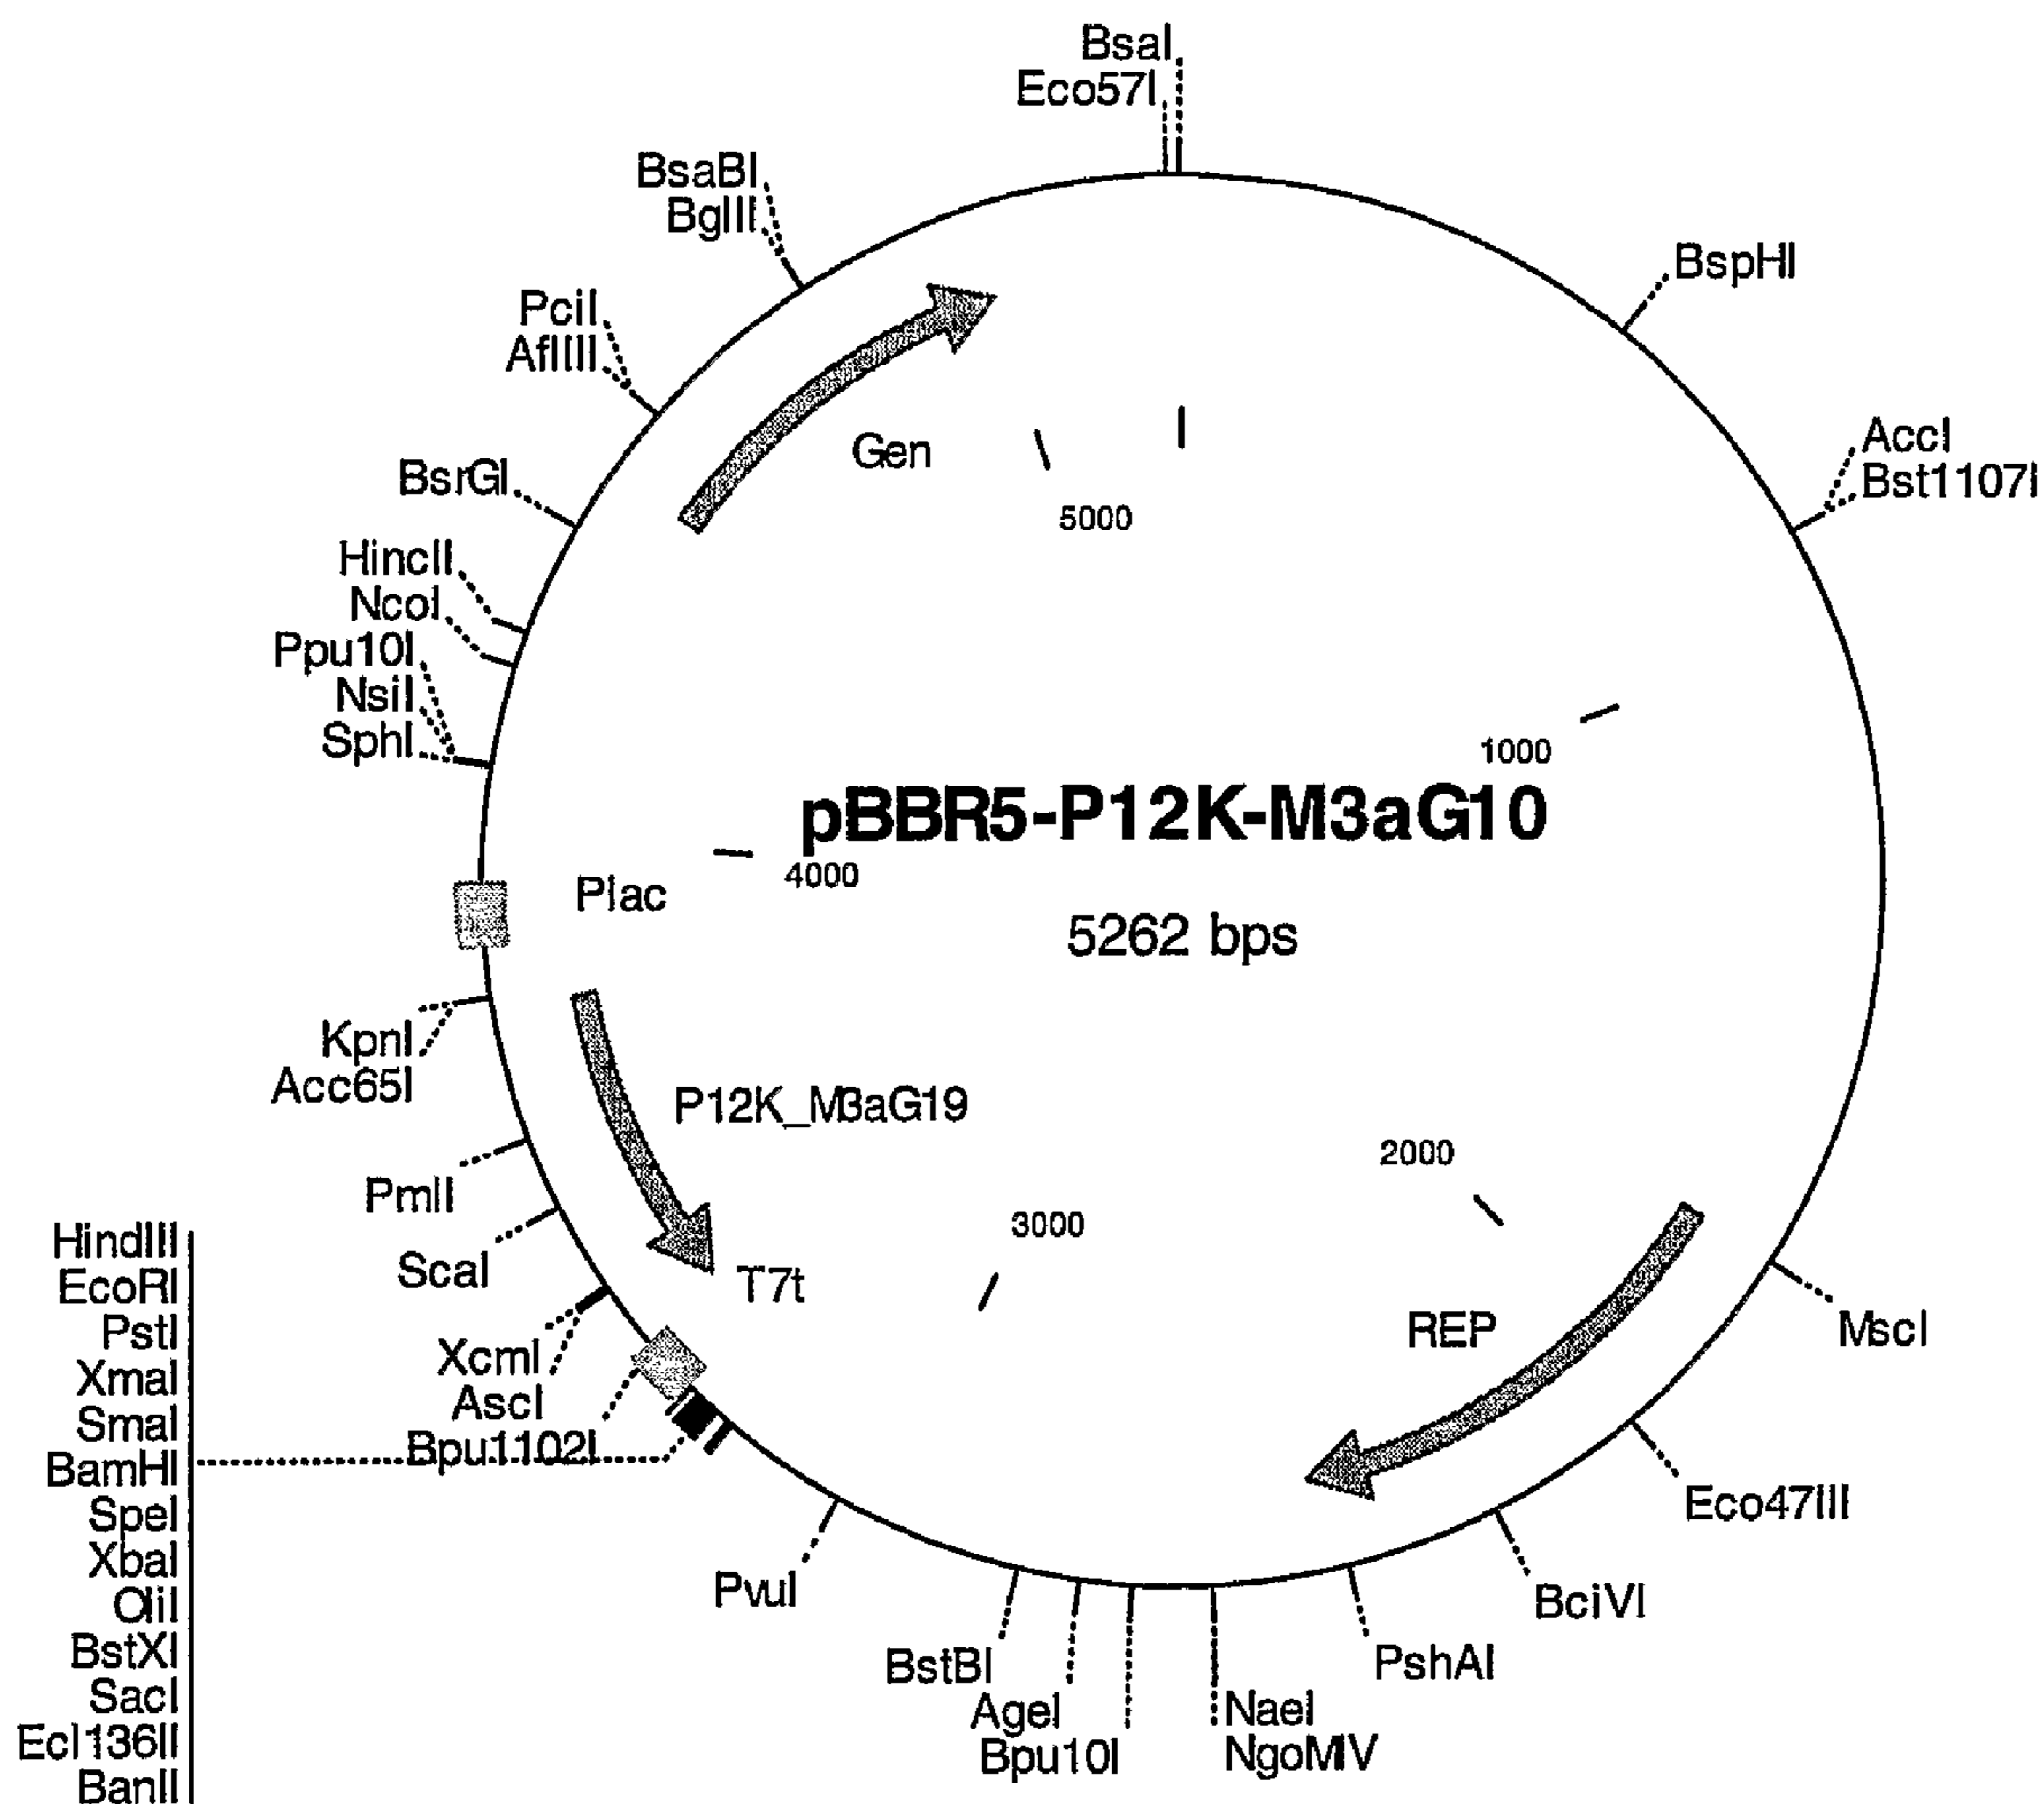 BsaI
Eco57I
BsaBI
BglII
BspHI
PciI
AflIII
Gen
AccI
Bst1107I
BsrGI
5000
HincII
NcoI
Ppu10I
NsiI
SphI
1000
pBBR5-P12K-M3aG10
4000
Plac
5262 bps
KpnI
Acc65I
P12K_M3aG19
2000
PmlI
3000
ScaI
T7t
REP
MscI
HindIII
EcoRI
PstI
XmaI
SmaI
BamHI
SpeI
XbaI
OliI
BstXI
SacI
Ecl136II
BanII
XcmI
AscI
Bpu1102I
Eco47III
PvuI
BciVI
BstBI
PshAI
AgeI
Bpu10I
NaeI
NgoMIV